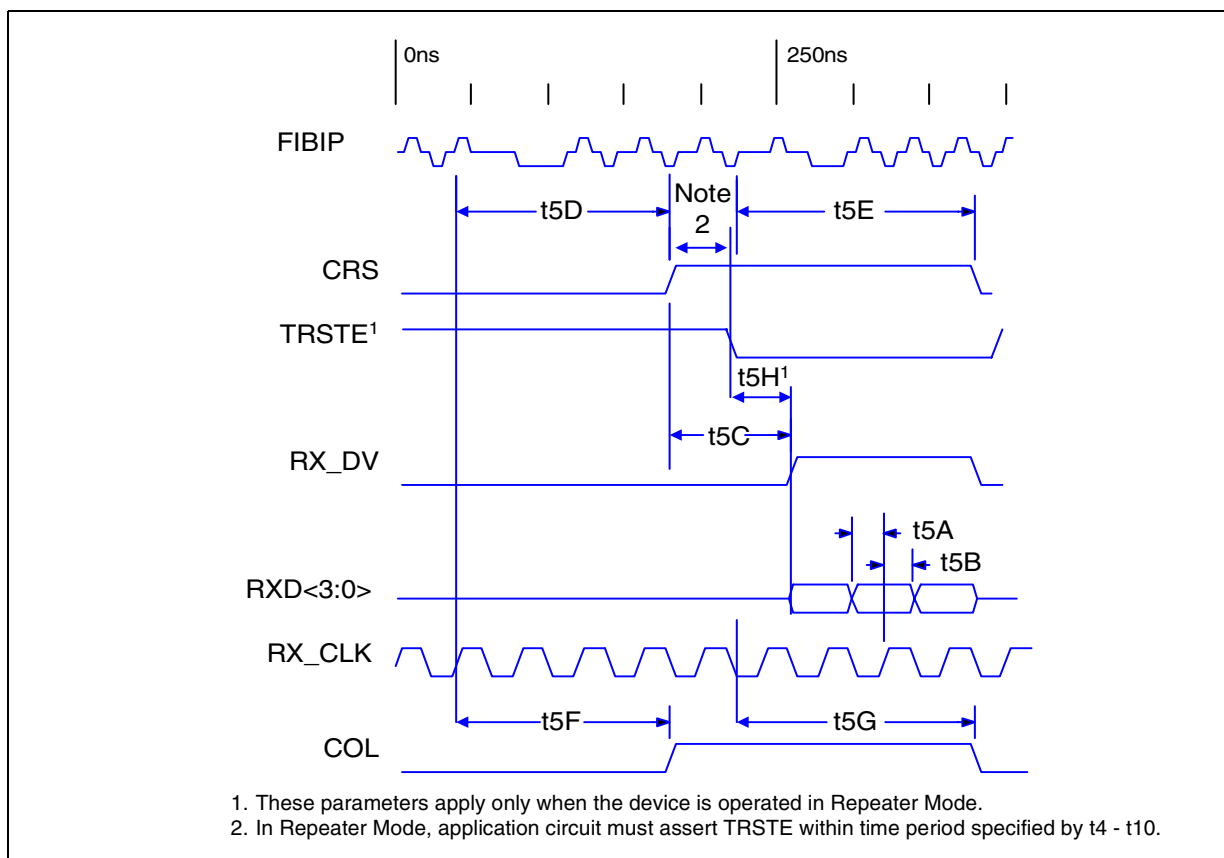 0ns 250ns
FIBIP
t5D Note 2 t5E
CRS
TRSTE1
t5H1
t5C
RX_DV
t5A
t5B
RXD<3:0>
RX_CLK
t5F t5G
COL
1. These parameters apply only when the device is operated in Repeater Mode.
2. In Repeater Mode, application circuit must assert TRSTE within time period specified by t4 - t10.